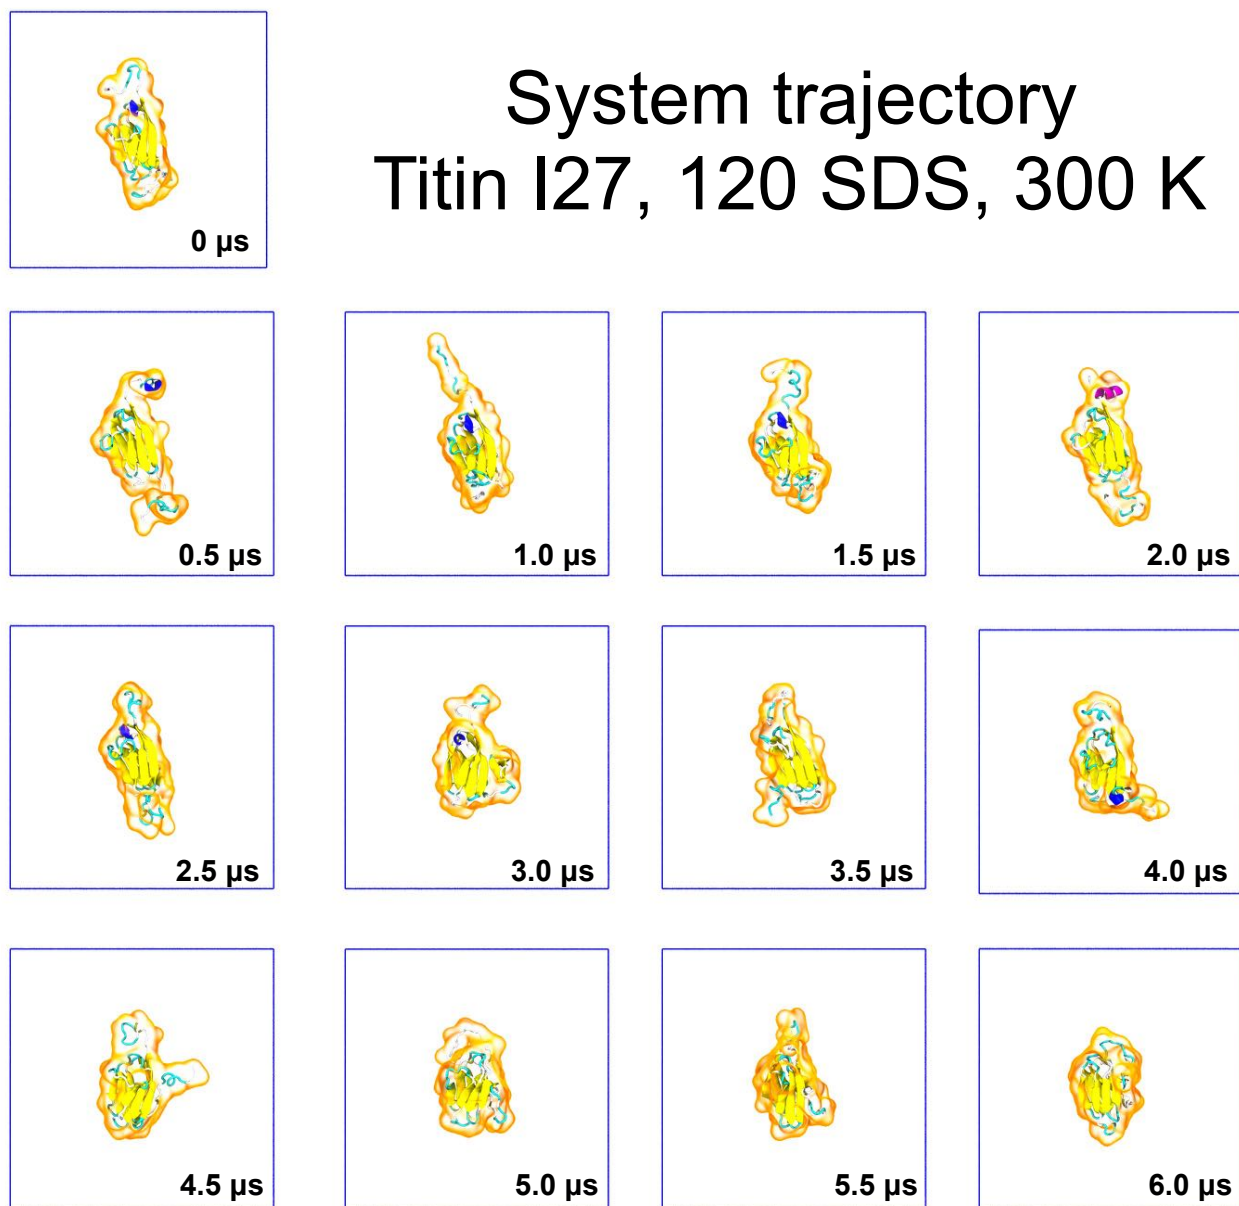 System trajectory
Titin I27, 120 SDS, 300 K
0 µs
0.5 µs
1.0 µs
1.5 µs
2.0 µs
2.5 µs
3.0 µs
3.5 µs
4.0 µs
4.5 µs
5.0 µs
5.5 µs
6.0 µs